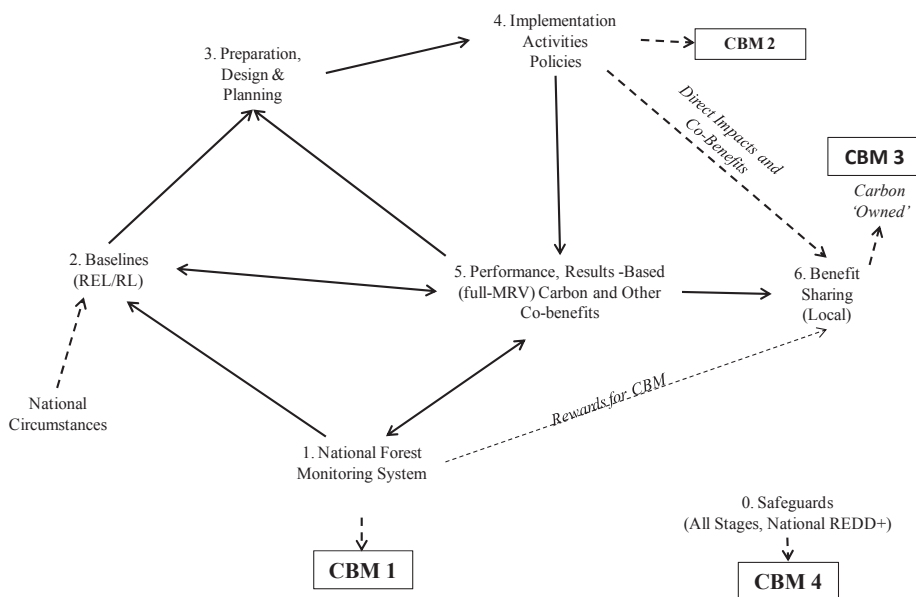 4. Implementation
Activities
Policies
CBM 2
3. Preparation,
Design &
Planning
Direct Impacts and
Co-Benefits
CBM 3
Carbon
‘Owned’
2. Baselines
(REL/RL)
5. Performance, Results -Based
(full-MRV) Carbon and Other
Co-benefits
6. Benefit
Sharing
(Local)
National
Circumstances
Rewards for CBM
1. National Forest
Monitoring System
0. Safeguards
(All Stages, National REDD+)
CBM 1
CBM 4